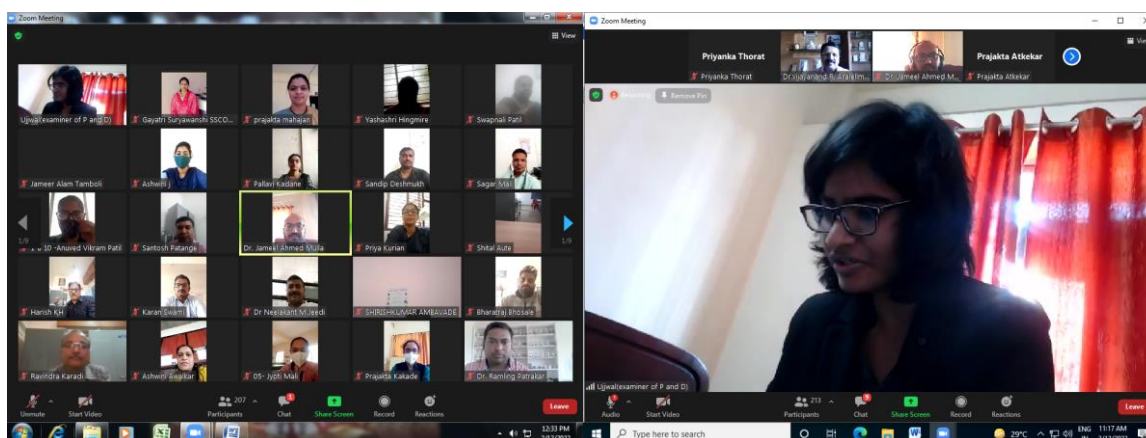 Zoom Meeting
View
Ujjwal(examiner of P and D)
Gayatri Suryawanshi SSCO...
prajakta mahajan
Yashashri Hingmire
Swapnali Patil
Jameer Alam Tamboli
Ashwini j
Pallavi Kadane
Sandip Deshmukh
Sagar Mali
10 -Anuved Vikram Patil
Santosh Patange
Dr. Jameel Ahmed Mulla
Priya Kurian
Shital Aute
1/9
1/9
Harish KH
Karan Swami
Dr Neelakant M Jeedi
SHIRISHKUMAR AMBAVADE
Bharatraj Bhosale
Ravindra Karadi
Ashwini Awalkar
05- Jyoti Mali
Prajakta Kakade
Dr. Ramling Patrakar
Unmute
Start Video
207
Participants
1
Chat
Share Screen
Record
Reactions
Leave
12:33 PM
Zoom Meeting
Priyanka Thorat
Prajakta Atkekar
Priyanka Thorat
Dr. Jameel Ahmed M...
Prajakta Atkekar
Recording
Remove Pin
Ujjwal(examiner of P and D)
Audio
Start Video
213
Participants
9
Chat
Share Screen
Record
Reactions
Leave
Type here to search
29°C
ENG
11:17 AM
IN